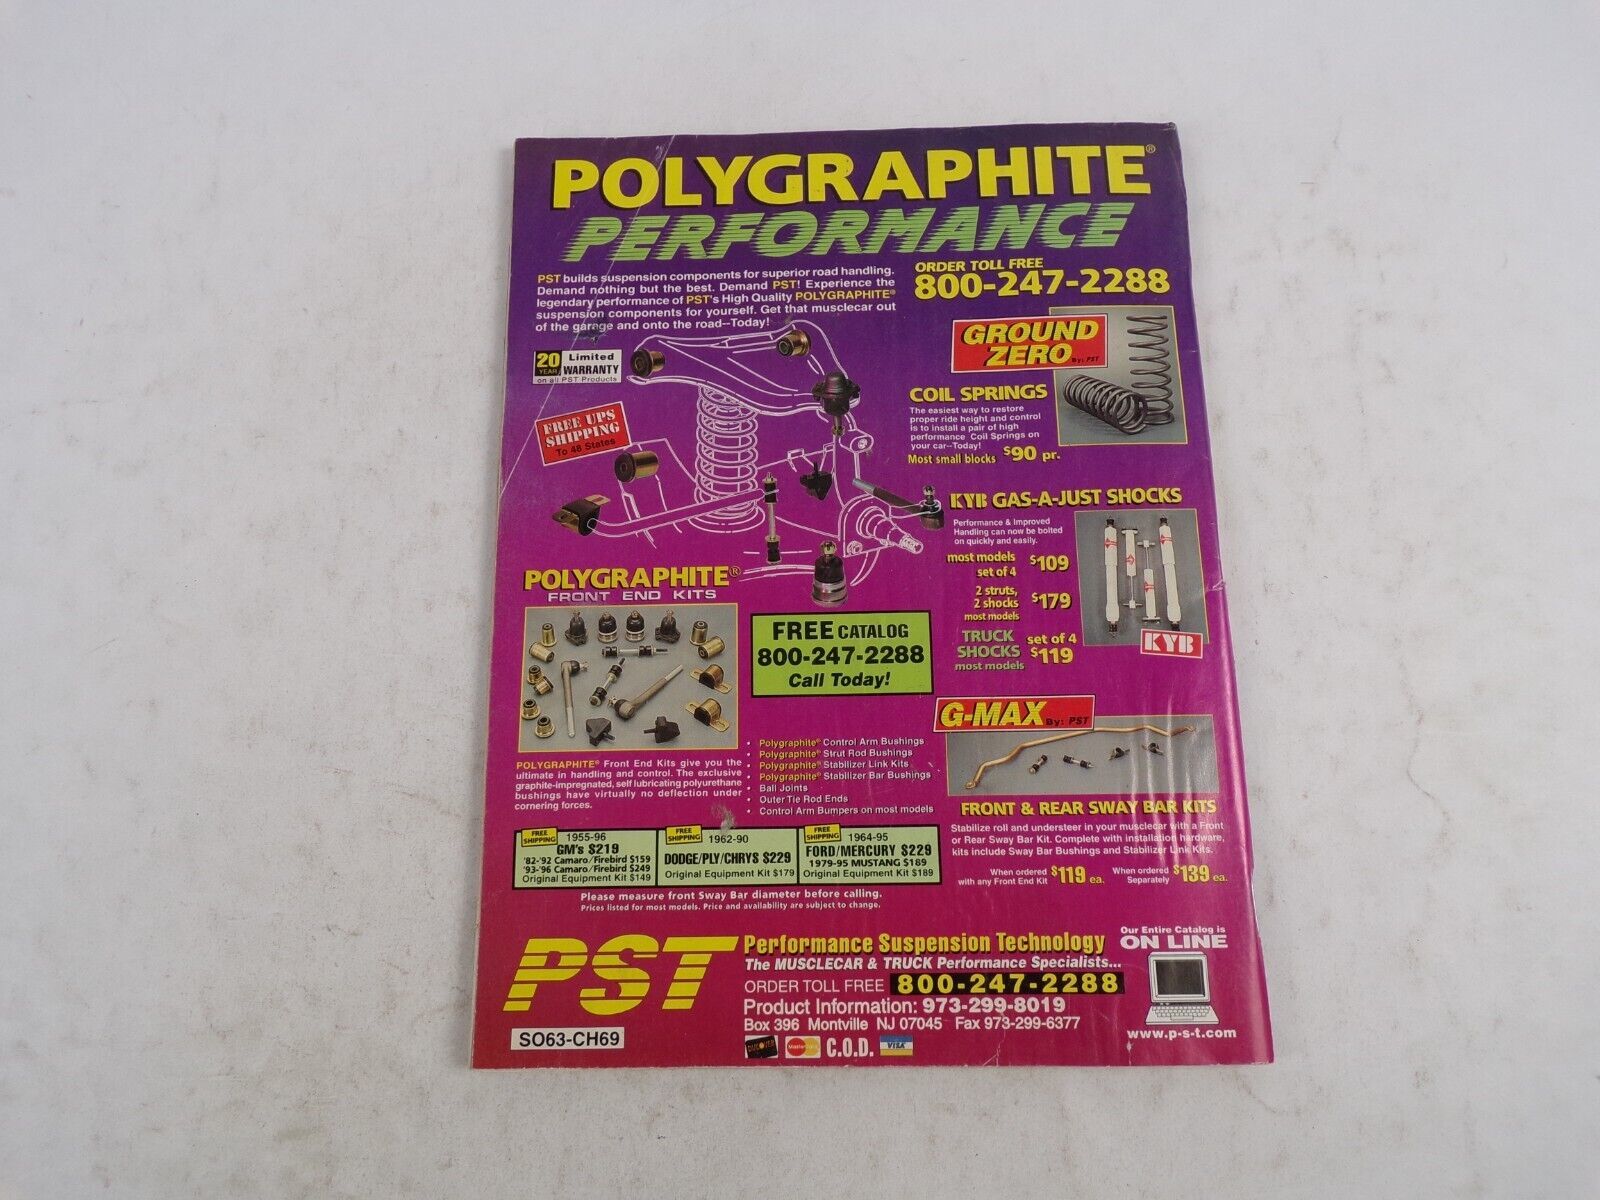 POLYGRAPHITE®
PERFORMANCE
PST builds suspension components for superior road handling.
Demand nothing but the best. Demand PST! Experience the
legendary performance of PST's High Quality POLYGRAPHITE®
suspension components for yourself. Get that musclecar out
of the garage and onto the road--Today!
ORDER TOLL FREE
800-247-2288
20 YEAR Limited WARRANTY
on all PST Products
FREE UPS
SHIPPING
To 48 States
GROUND
ZERO By: PST
COIL SPRINGS
The easiest way to restore
proper ride height and control
is to install a pair of high
performance Coil Springs on
your car--Today!
Most small blocks $90 pr.
KYB GAS-A-JUST SHOCKS
Performance & Improved
Handling can now be bolted
on quickly and easily.
most models
set of 4 $109
2 struts,
2 shocks $179
most models
TRUCK set of 4
SHOCKS $119
most models
KYB
POLYGRAPHITE®
FRONT END KITS
FREE CATALOG
800-247-2288
Call Today!
POLYGRAPHITE® Front End Kits give you the
ultimate in handling and control. The exclusive
graphite-impregnated, self lubricating polyurethane
bushings have virtually no deflection under
cornering forces.
• Polygraphite® Control Arm Bushings
• Polygraphite® Strut Rod Bushings
• Polygraphite® Stabilizer Link Kits
• Polygraphite® Stabilizer Bar Bushings
• Ball Joints
• Outer Tie Rod Ends
• Control Arm Bumpers on most models
G-MAX By: PST
FRONT & REAR SWAY BAR KITS
Stabilize roll and understeer in your musclecar with a Front
or Rear Sway Bar Kit. Complete with installation hardware,
kits include Sway Bar Bushings and Stabilizer Link Kits.
When ordered
with any Front End Kit $119 ea.
When ordered
Separately $139 ea.
FREE SHIPPING 1955-96
GM's $219
'82-'92 Camaro/Firebird $159
'93-'96 Camaro/Firebird $249
Original Equipment Kit $149
FREE SHIPPING 1962-90
DODGE/PLY/CHRYS $229
Original Equipment Kit $179
FREE SHIPPING 1964-95
FORD/MERCURY $229
1979-95 MUSTANG $189
Original Equipment Kit $189
Please measure front Sway Bar diameter before calling.
Prices listed for most models. Price and availability are subject to change.
PST
Performance Suspension Technology
The MUSCLECAR & TRUCK Performance Specialists...
ORDER TOLL FREE 800-247-2288
Product Information: 973-299-8019
Box 396 Montville NJ 07045 Fax 973-299-6377
MasterCard C.O.D. VISA
SO63-CH69
Our Entire Catalog is
ON LINE
www.p-s-t.com